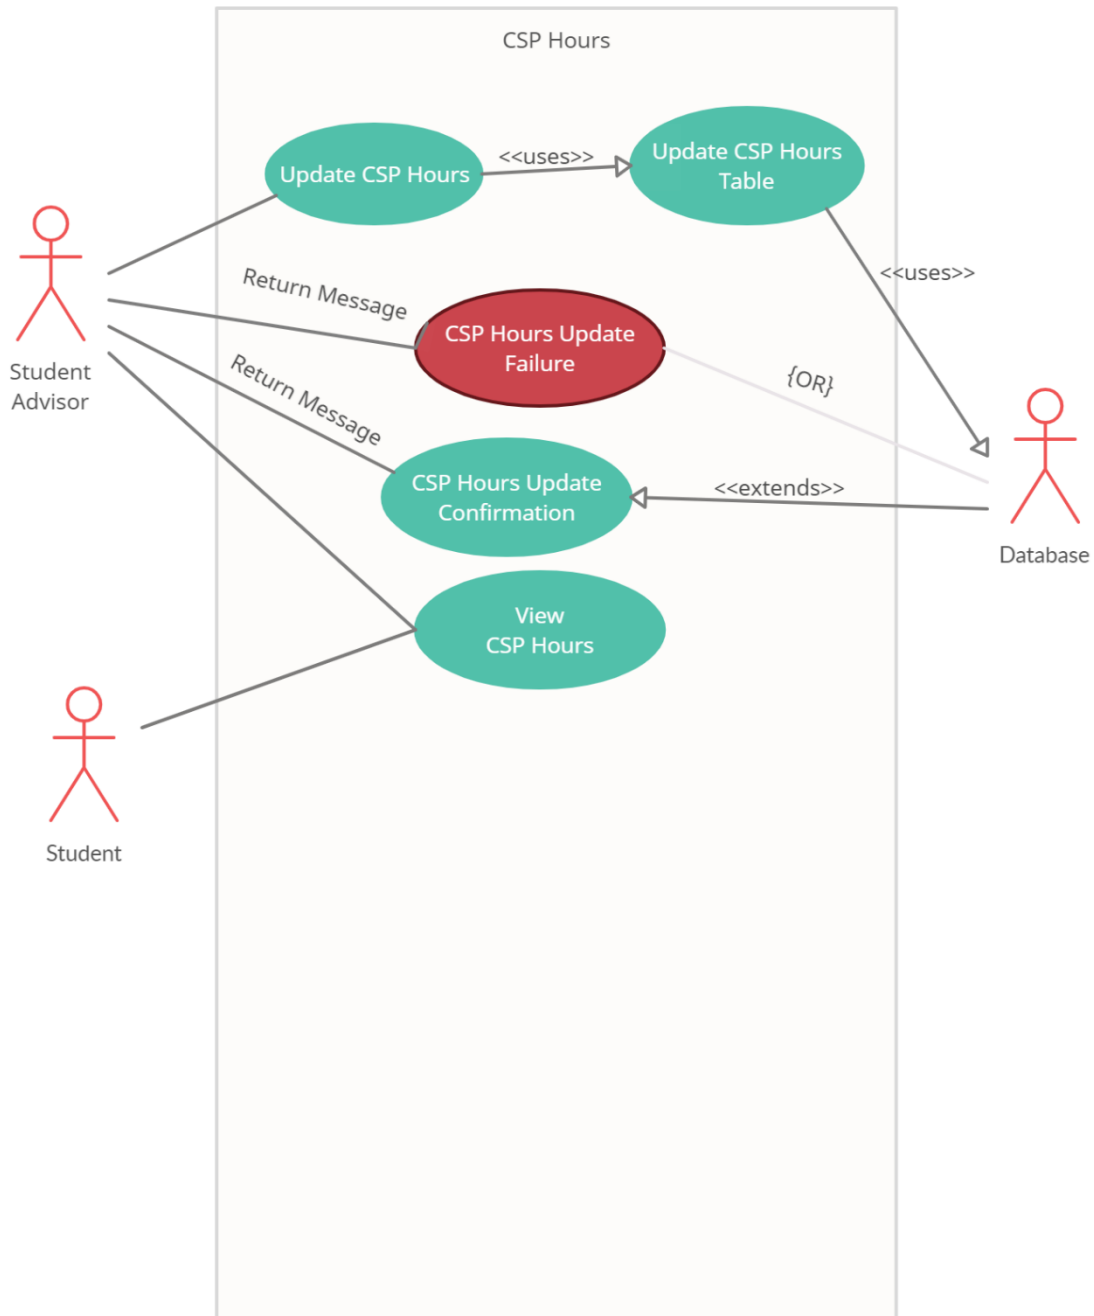 CSP Hours
Update CSP Hours
<<uses>>
Update CSP Hours
Table
<<uses>>
Return Message
CSP Hours Update
Failure
{OR}
Student
Advisor
Return Message
CSP Hours Update
Confirmation
<<extends>>
Database
View
CSP Hours
Student